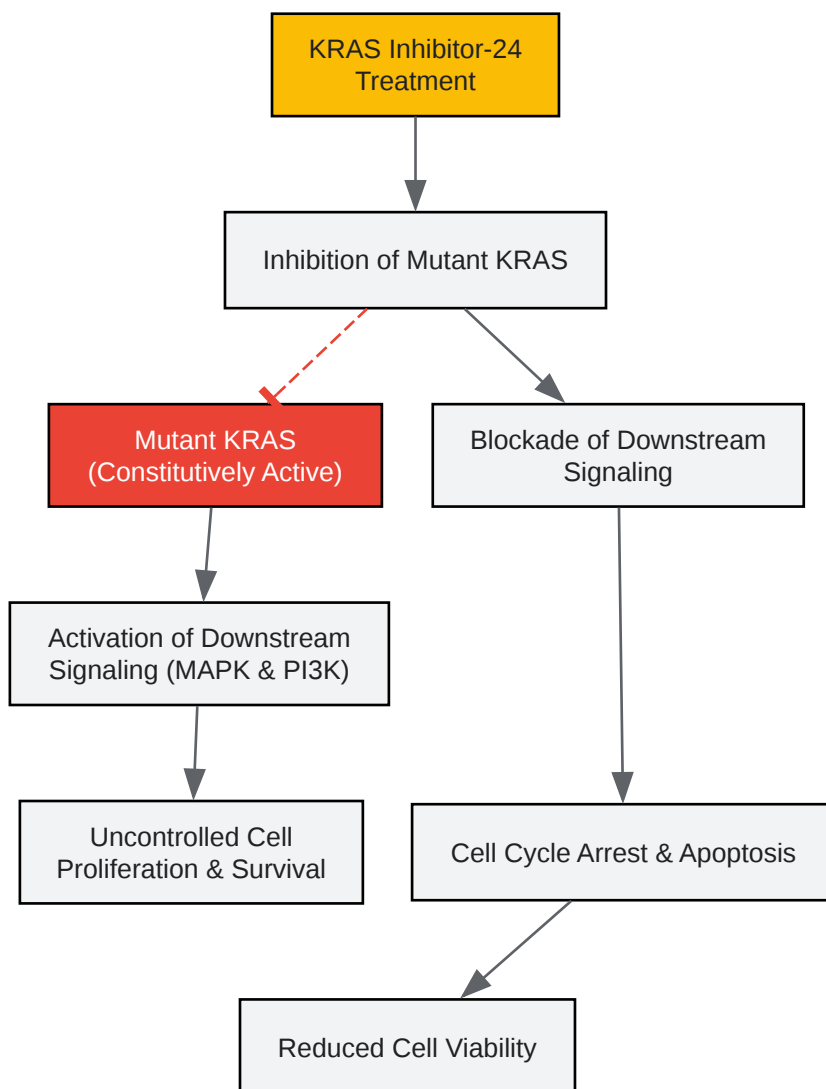 KRAS Inhibitor-24
Treatment
Inhibition of Mutant KRAS
Mutant KRAS
(Constitutively Active)
Blockade of Downstream
Signaling
Activation of Downstream
Signaling (MAPK & PI3K)
Uncontrolled Cell
Proliferation & Survival
Cell Cycle Arrest & Apoptosis
Reduced Cell Viability